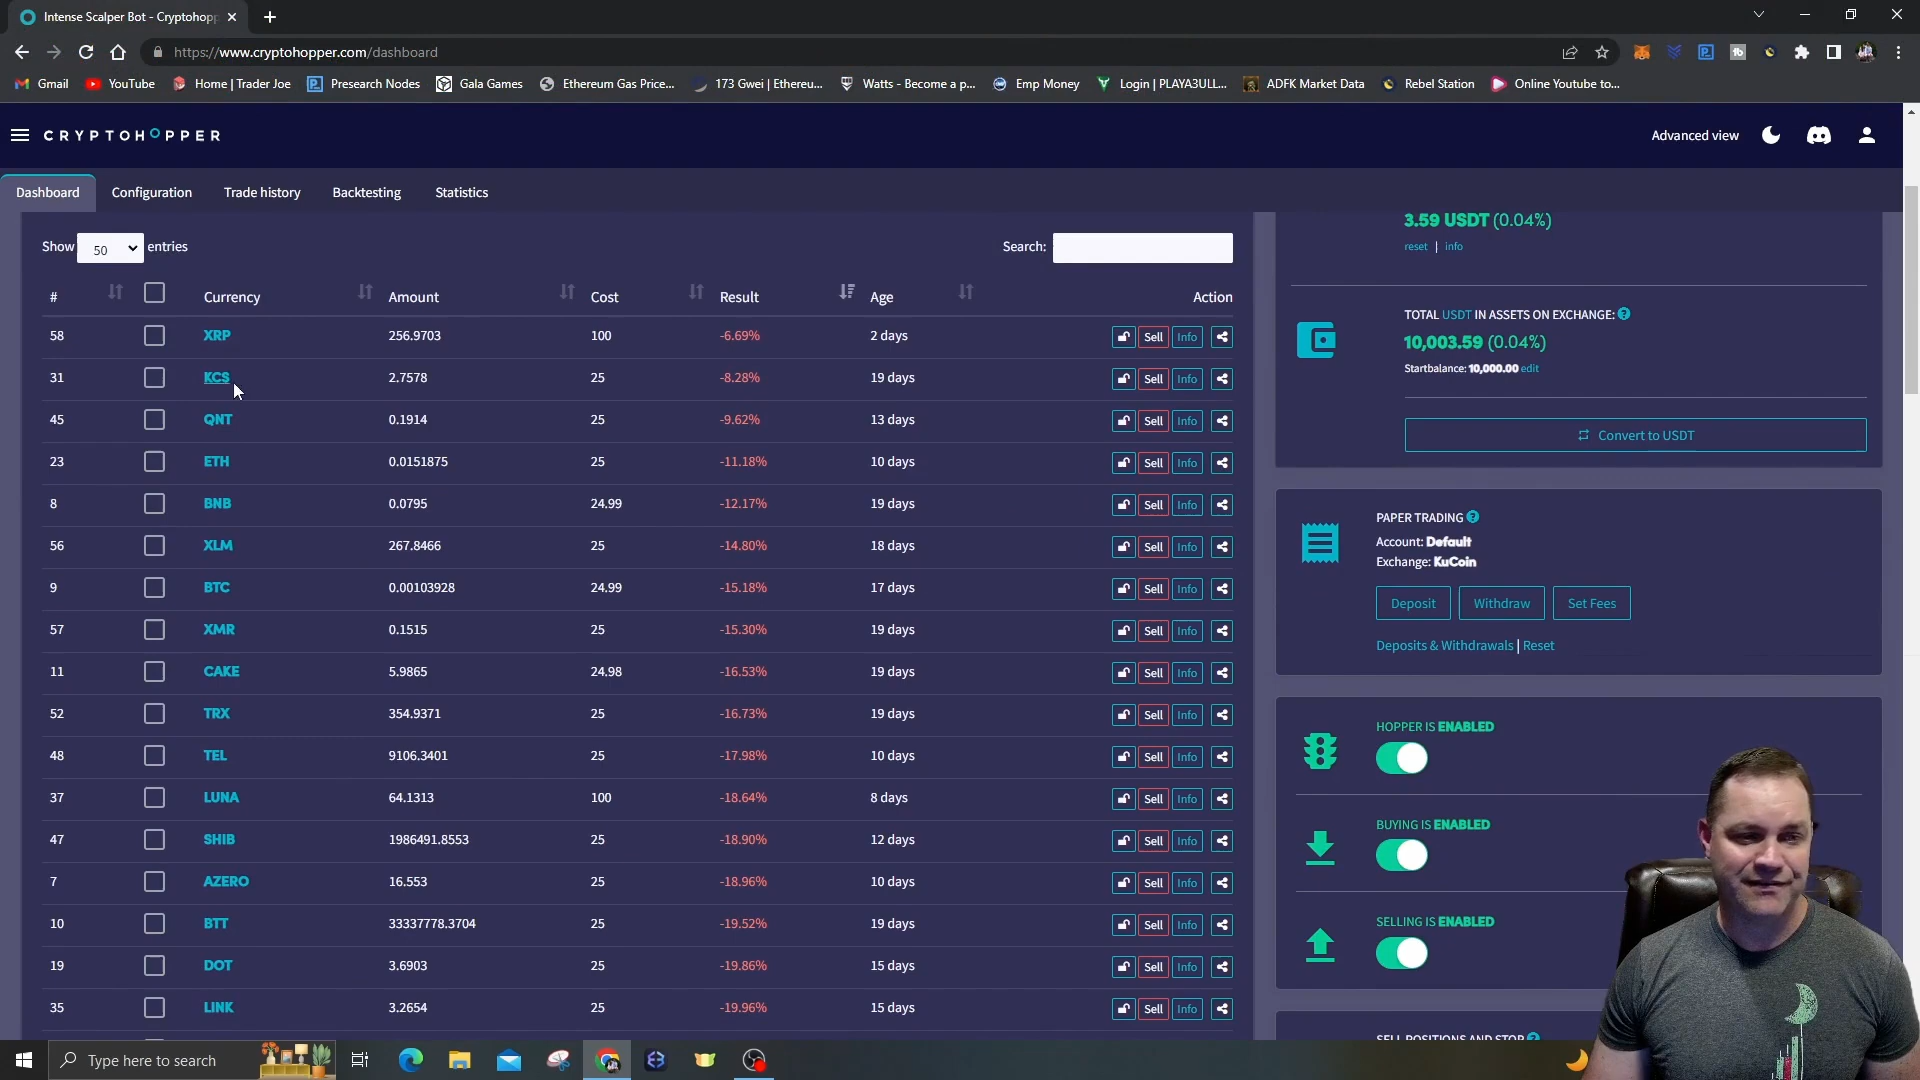 Intense Scalper Bot - Cryptohopp
https://www.cryptohopper.com/dashboard
Gmail YouTube Home | Trader Joe Presearch Nodes Gala Games Ethereum Gas Price... 173 Gwei | Ethereu... Watts - Become a p... Emp Money Login | PLAYA3ULL... ADFK Market Data Rebel Station Online Youtube to...
CRYPTOHOPPER Advanced view
Dashboard Configuration Trade history Backtesting Statistics
Show 50 entries Search:
# Currency Amount Cost Result Age Action
58 XRP 256.9703 100 -6.69% 2 days Sell Info
31 KCS 2.7578 25 -8.28% 19 days Sell Info
45 QNT 0.1914 25 -9.62% 13 days Sell Info
23 ETH 0.0151875 25 -11.18% 10 days Sell Info
8 BNB 0.0795 24.99 -12.17% 19 days Sell Info
56 XLM 267.8466 25 -14.80% 18 days Sell Info
9 BTC 0.00103928 24.99 -15.18% 17 days Sell Info
57 XMR 0.1515 25 -15.30% 19 days Sell Info
11 CAKE 5.9865 24.98 -16.53% 19 days Sell Info
52 TRX 354.9371 25 -16.73% 19 days Sell Info
48 TEL 9106.3401 25 -17.98% 10 days Sell Info
37 LUNA 64.1313 100 -18.64% 8 days Sell Info
47 SHIB 1986491.8553 25 -18.90% 12 days Sell Info
7 AZERO 16.553 25 -18.96% 10 days Sell Info
10 BTT 33337778.3704 25 -19.52% 19 days Sell Info
19 DOT 3.6903 25 -19.86% 15 days Sell Info
35 LINK 3.2654 25 -19.96% 15 days Sell Info
3.59 USDT (0.04%)
reset | info
TOTAL USDT IN ASSETS ON EXCHANGE:
10,003.59 (0.04%)
Startbalance: 10,000.00 edit
Convert to USDT
PAPER TRADING
Account: Default
Exchange: KuCoin
Deposit Withdraw Set Fees
Deposits & Withdrawals | Reset
HOPPER IS ENABLED
BUYING IS ENABLED
SELLING IS ENABLED
SELL POSITIONS AND STOP
Type here to search